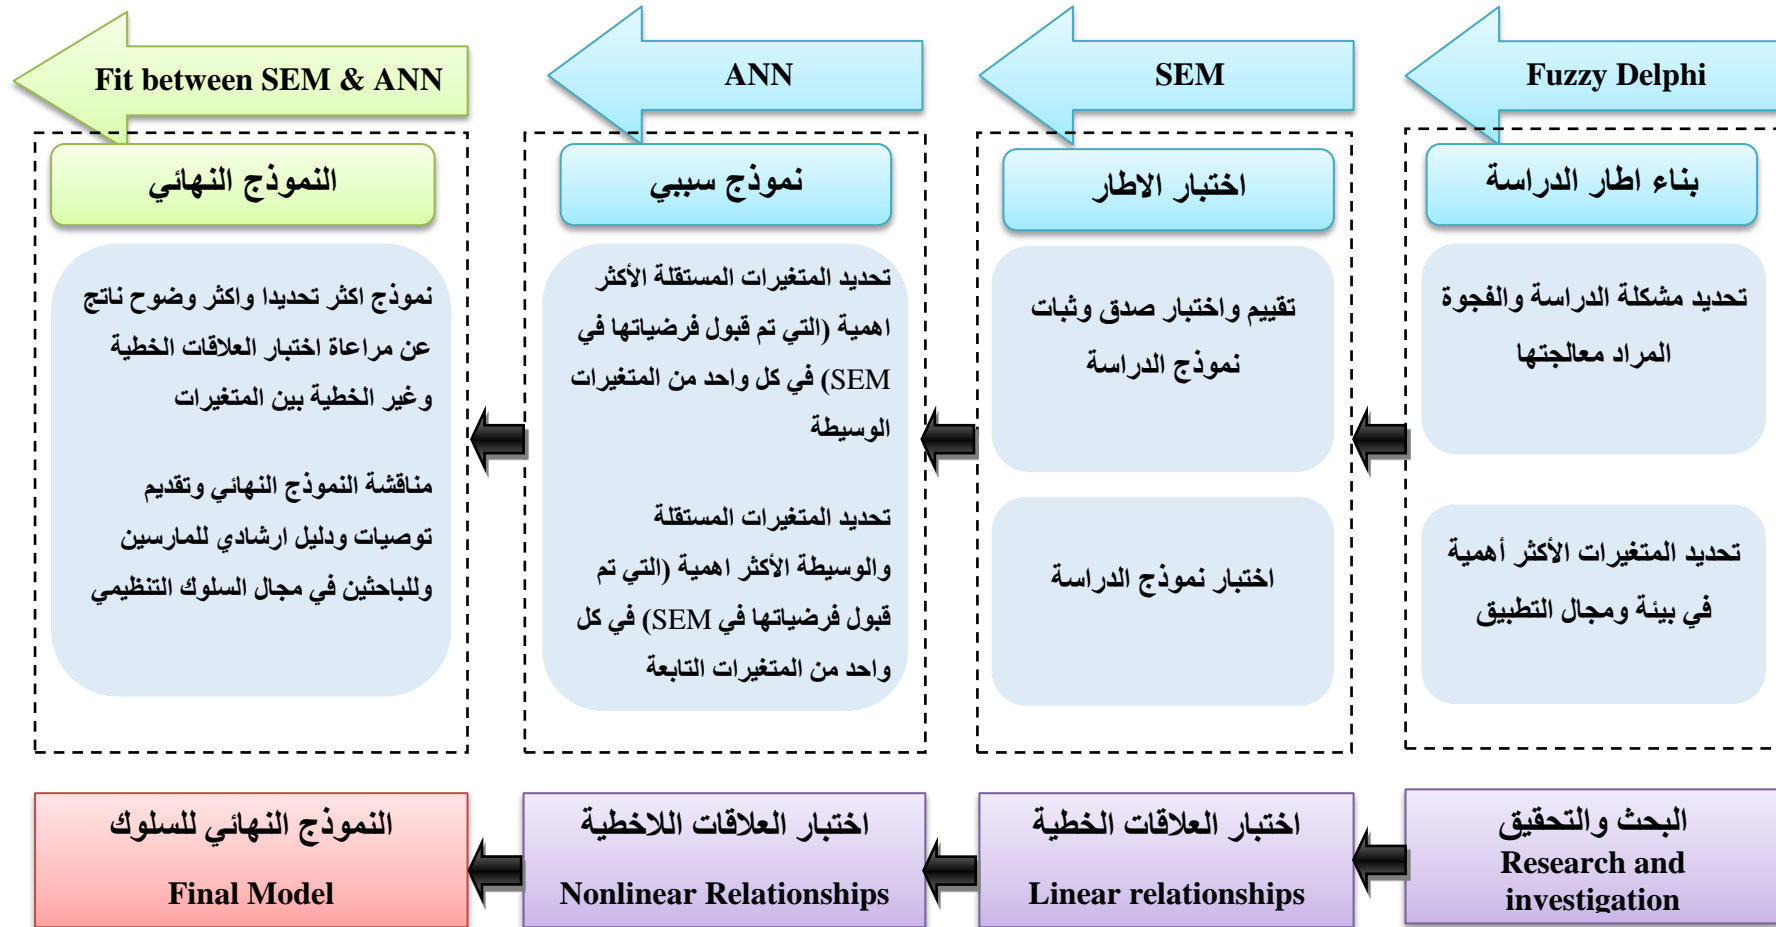 Fuzzy Delphi
SEM
ANN
Fit between SEM & ANN
بناء اطار الدراسة
اختبار الاطار
نموذج سببي
النموذج النهائي
تحديد مشكلة الدراسة والفجوة
المراد معالجتها
تحديد المتغيرات الأكثر أهمية
في بيئة ومجال التطبيق
تقييم واختبار صدق وثبات
نموذج الدراسة
اختبار نموذج الدراسة
تحديد المتغيرات المستقلة الأكثر
اهمية (التي تم قبول فرضياتها في
SEM) في كل واحد من المتغيرات
الوسيطة
تحديد المتغيرات المستقلة
والوسيطة الأكثر اهمية (التي تم
قبول فرضياتها في SEM) في كل
واحد من المتغيرات التابعة
نموذج اكثر تحديدا واكثر وضوح ناتج
عن مراعاة اختبار العلاقات الخطية
وغير الخطية بين المتغيرات
مناقشة النموذج النهائي وتقديم
توصيات ودليل ارشادي للمارسين
وللباحثين في مجال السلوك التنظيمي
البحث والتحقيق
Research and
investigation
اختبار العلاقات الخطية
Linear relationships
اختبار العلاقات اللاخطية
Nonlinear Relationships
النموذج النهائي للسلوك
Final Model